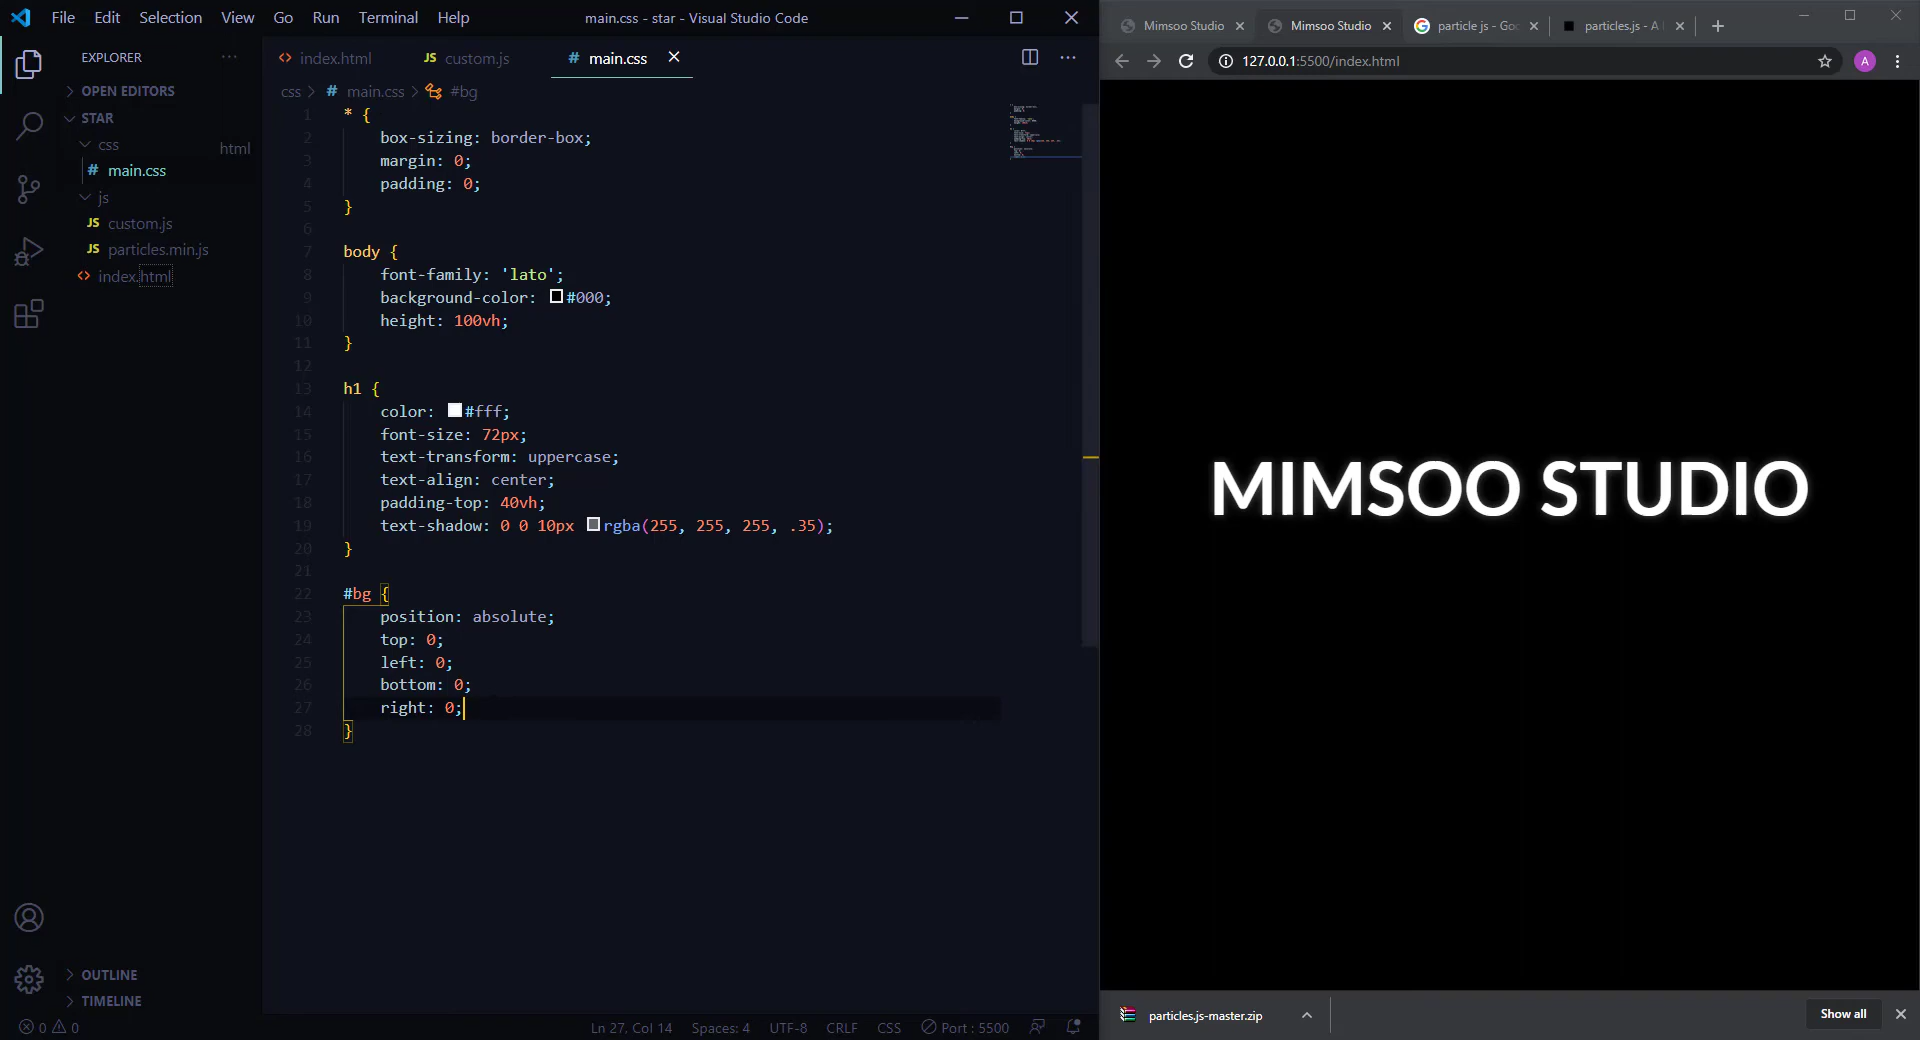 File Edit Selection View Go Run Terminal Help
main.css - star - Visual Studio Code
EXPLORER
OPEN EDITORS
STAR
css
html
# main.css
js
JS custom.js
JS particles.min.js
<> index.html
OUTLINE
TIMELINE
<> index.html
JS custom.js
# main.css
css > # main.css > #bg
1 * {
2 box-sizing: border-box;
3 margin: 0;
4 padding: 0;
5 }
6
7 body {
8 font-family: 'lato';
9 background-color: #000;
10 height: 100vh;
11 }
12
13 h1 {
14 color: #fff;
15 font-size: 72px;
16 text-transform: uppercase;
17 text-align: center;
18 padding-top: 40vh;
19 text-shadow: 0 0 10px rgba(255, 255, 255, .35);
20 }
21
22 #bg {
23 position: absolute;
24 top: 0;
25 left: 0;
26 bottom: 0;
27 right: 0;
28 }
0 0
Ln 27, Col 14 Spaces: 4 UTF-8 CRLF CSS Port : 5500
Mimsoo Studio
Mimsoo Studio
G particle js - Goo
particles.js - A
127.0.0.1:5500/index.html
A
MIMSOO STUDIO
particles.js-master.zip
Show all